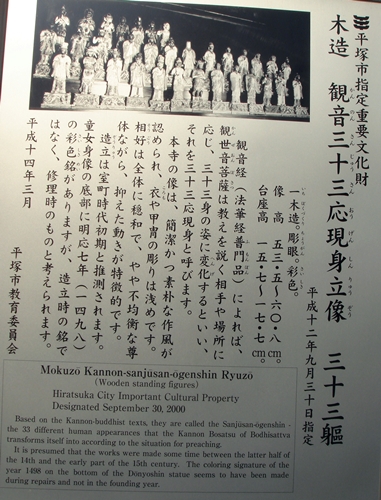 平塚市指定重要文化財
木造 観音三十三応現身立像 三十三軀
平成十二年九月三十日指定
一木造。彫眼。彩色。
像高 五三・五〜六〇・八㎝。
台座高 一五・七〜一七・七㎝。
観音経（法華経普門品）によれば、
観世音菩薩は教えを説く相手や場所に
応じ、三十三身の姿に変化するといい、
それを三十三応現身と呼びます。
本寺の像は、簡潔かつ素朴な作風が
認められ、衣や甲冑の彫りは浅めです。
相好は全体に穏和で、やや不均衡な尊
体ながら、抑えた動きが特徴的です。
造立は室町時代初期と推測されます。
童女身像の底部に明応七年（一四九八）
の彩色銘がありますが、造立時の銘で
はなく、修理時のものと考えられます。
平成十四年三月
平塚市教育委員会
Mokuzō Kannon-sanjūsan-ōgenshin Ryuzō
(Wooden standing figures)
Hiratsuka City Important Cultural Property
Designated September 30, 2000
Based on the Kannon-buddhist texts, they are called the Sanjūsan-ōgenshin -
the 33 different human appearances that the Kannon Bonatsu of Bodhisattva
transforms itself into according to the situation for preaching.
It is presumed that the works were made some time between the latter half of
the 14th and the early part of the 15th century. The coloring signature of the
year 1498 on the bottom of the Dōnyoshin statue seems to have been made
during repairs and not in the founding year.